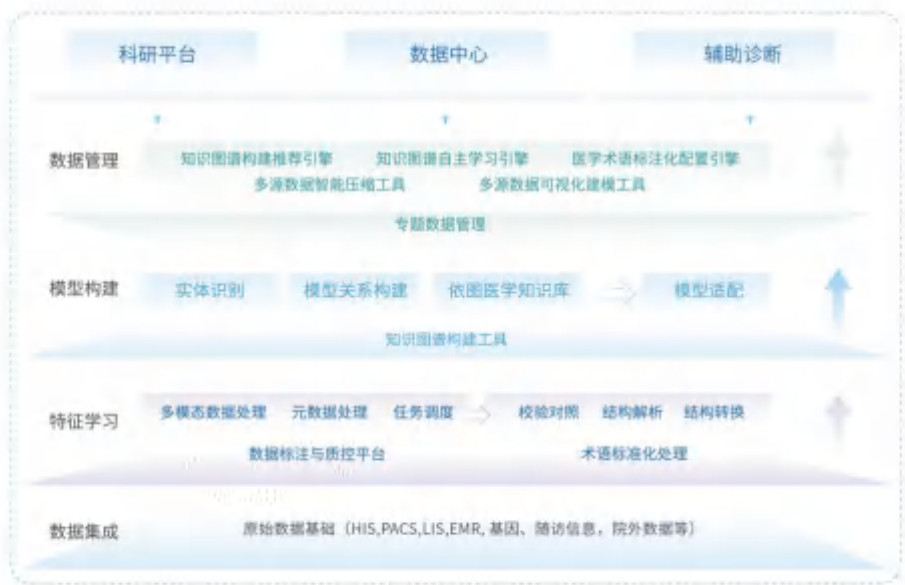 科研平台 数据中心 辅助诊断
数据管理
知识图谱构建推荐引擎 知识图谱自主学习引擎 医学术语标注化配置引擎
多源数据智能压缩工具 多源数据可视化建模工具
专题数据管理
模型构建
实体识别 模型关系构建 依图医学知识库 模型适配
知识图谱构建工具
特征学习
多模态数据处理 元数据处理 任务调度 校验对照 结构解析 结构转换
数据标注与质控平台 术语标准化处理
数据集成
原始数据基础（HIS,PACS,LIS,EMR, 基因、随访信息，院外数据等）